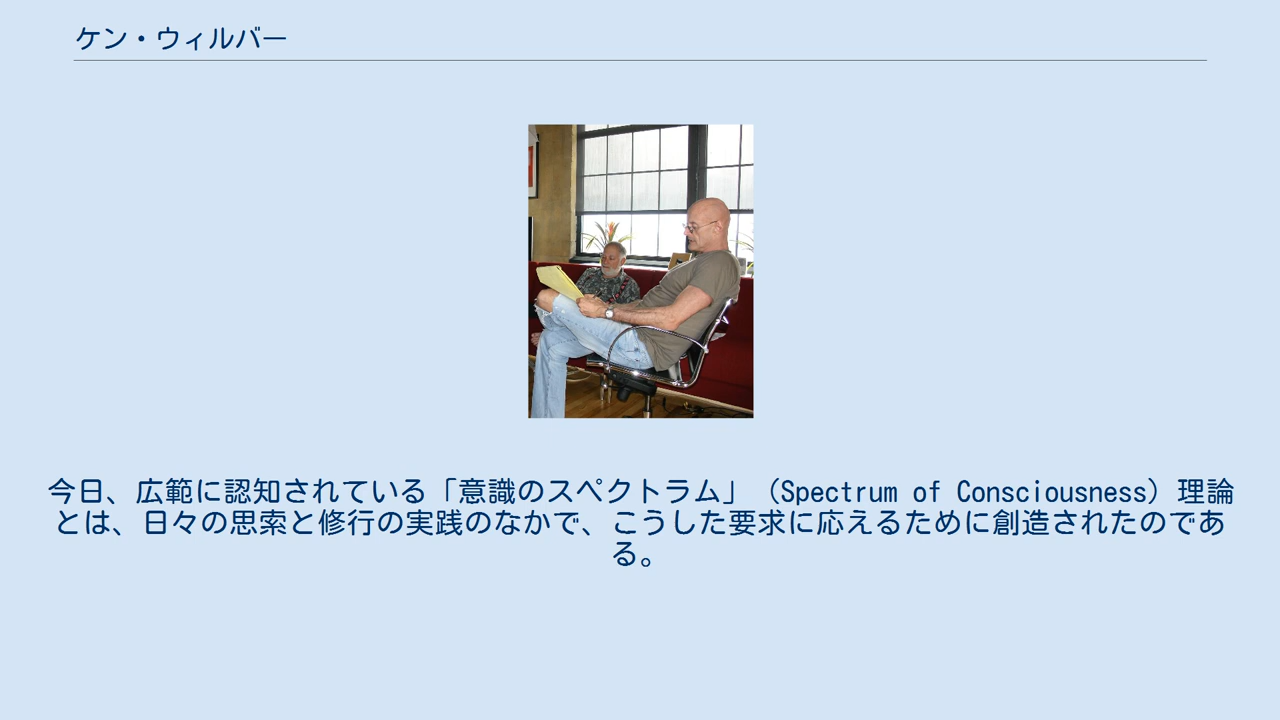 ケン・ウィルバー
今日、広範に認知されている「意識のスペクトラム」（Spectrum of Consciousness）理論
とは、日々の思索と修行の実践のなかで、こうした要求に応えるために創造されたのであ
る。